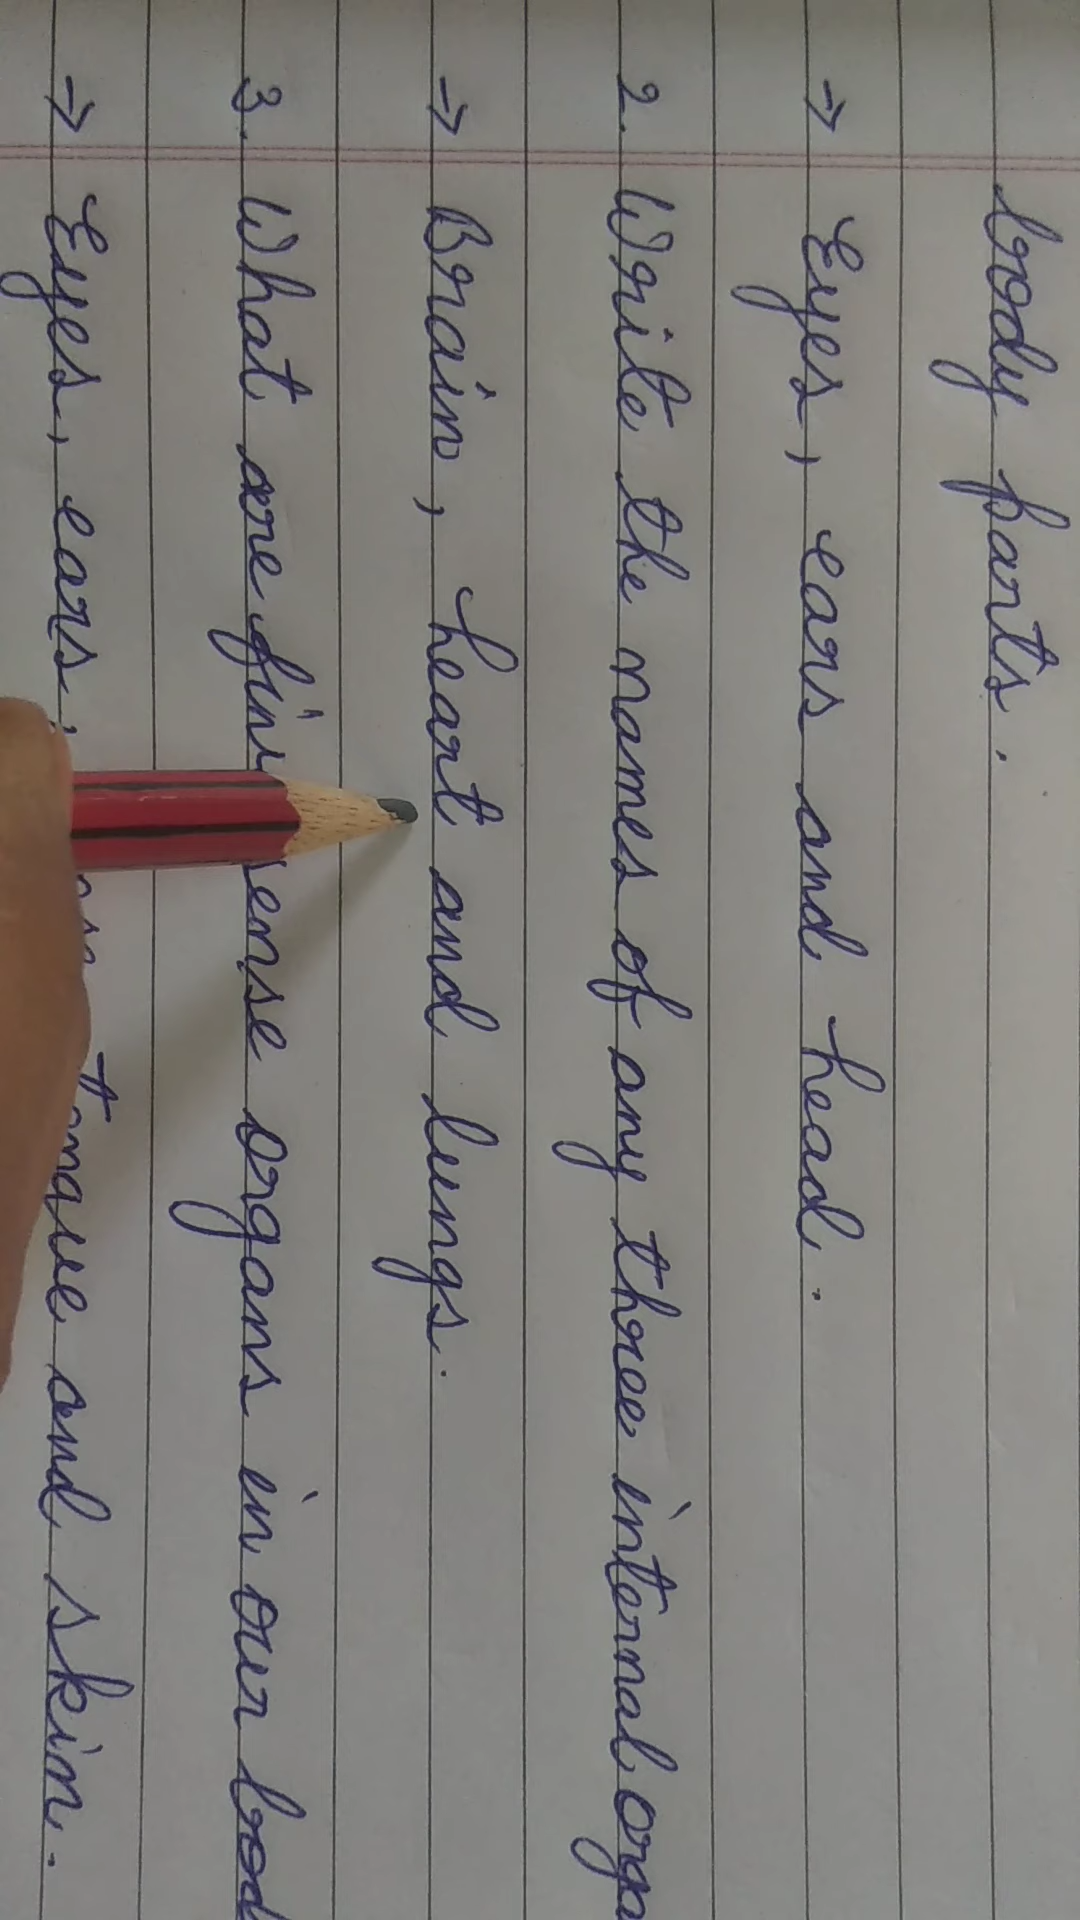 body parts.
→ Eyes, ears and head.
2. Write the names of any three internal orga
→ Brain, heart and lungs.
3. What are sense organs in our bod
→ Eyes, ears, and skin.